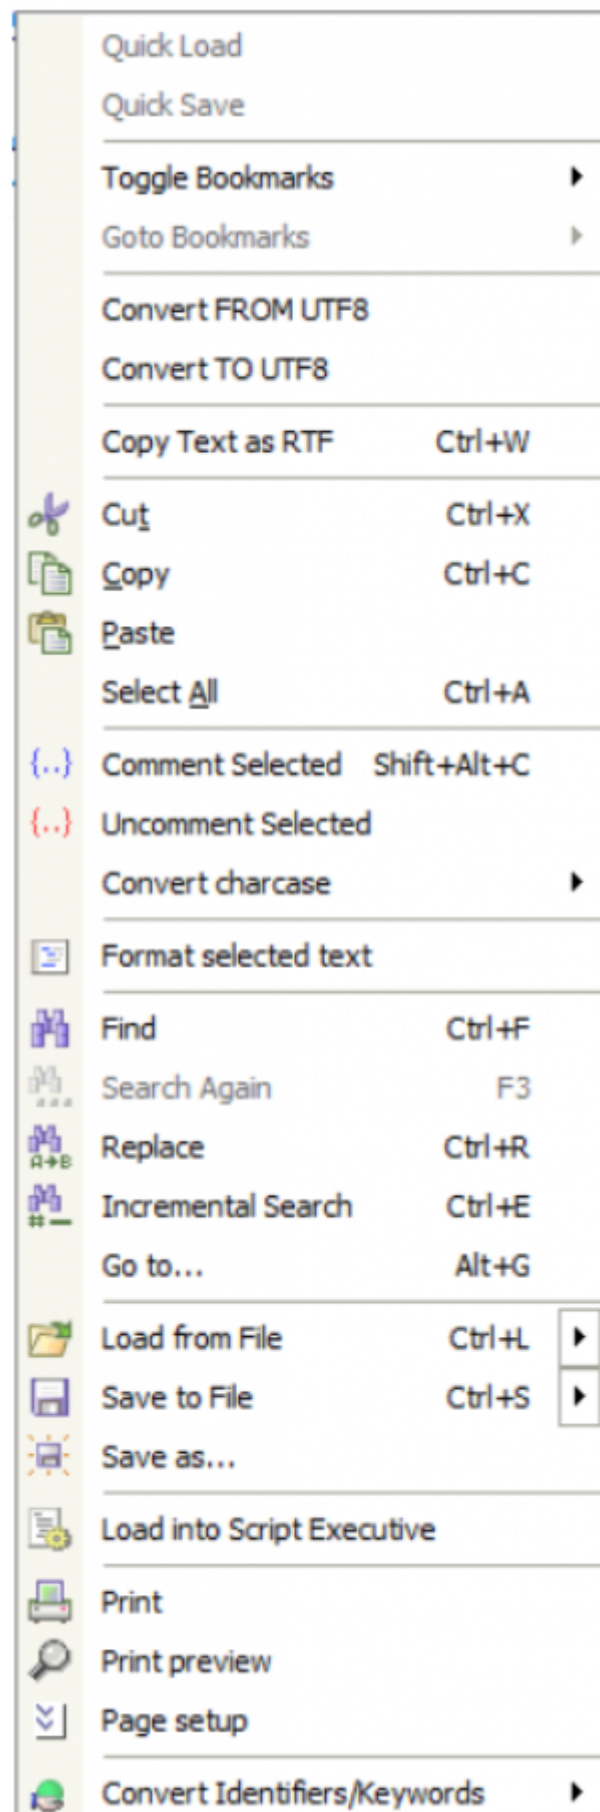 Quick Load
Quick Save
Toggle Bookmarks
Goto Bookmarks
Convert FROM UTF8
Convert TO UTF8
Copy Text as RTF Ctrl+W
Cut Ctrl+X
Copy Ctrl+C
Paste
Select All Ctrl+A
{..} Comment Selected Shift+Alt+C
{..} Uncomment Selected
Convert charcase
Format selected text
Find Ctrl+F
Search Again F3
A→B Replace Ctrl+R
Incremental Search Ctrl+E
Go to... Alt+G
Load from File Ctrl+L
Save to File Ctrl+S
Save as...
Load into Script Executive
Print
Print preview
Page setup
Convert Identifiers/Keywords